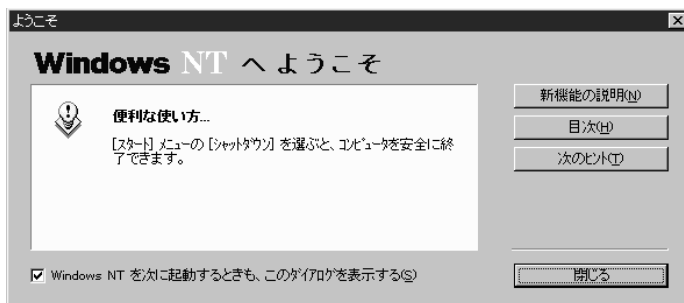 ようこそ
Windows NT へようこそ
便利な使い方...
[スタート] メニューの [シャットダウン] を選ぶと、コンピュータを安全に終
了できます。
新機能の説明(N)
目次(H)
次のヒント(T)
Windows NT を次に起動するときも、このダイアログを表示する(S)
閉じる